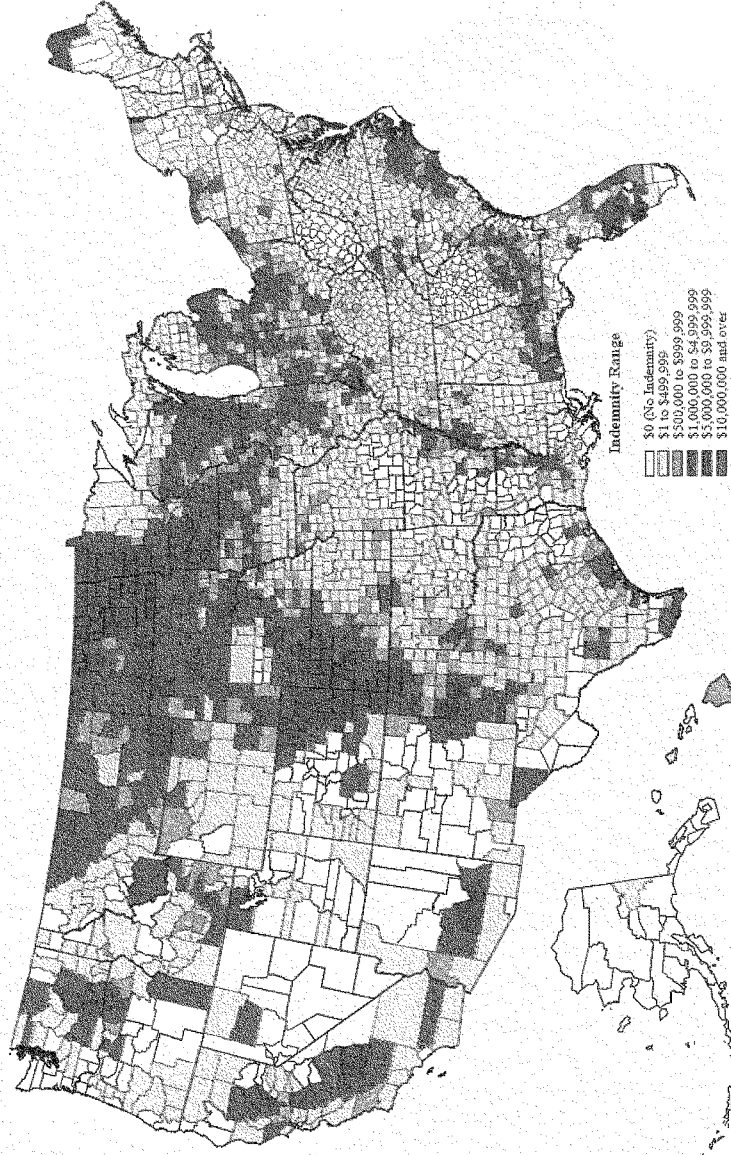 Indemnity Range
$0 (No Indemnity)
$1 to $499,999
$500,000 to $999,999
$1,000,000 to $4,999,999
$5,000,000 to $9,999,999
$10,000,000 and over